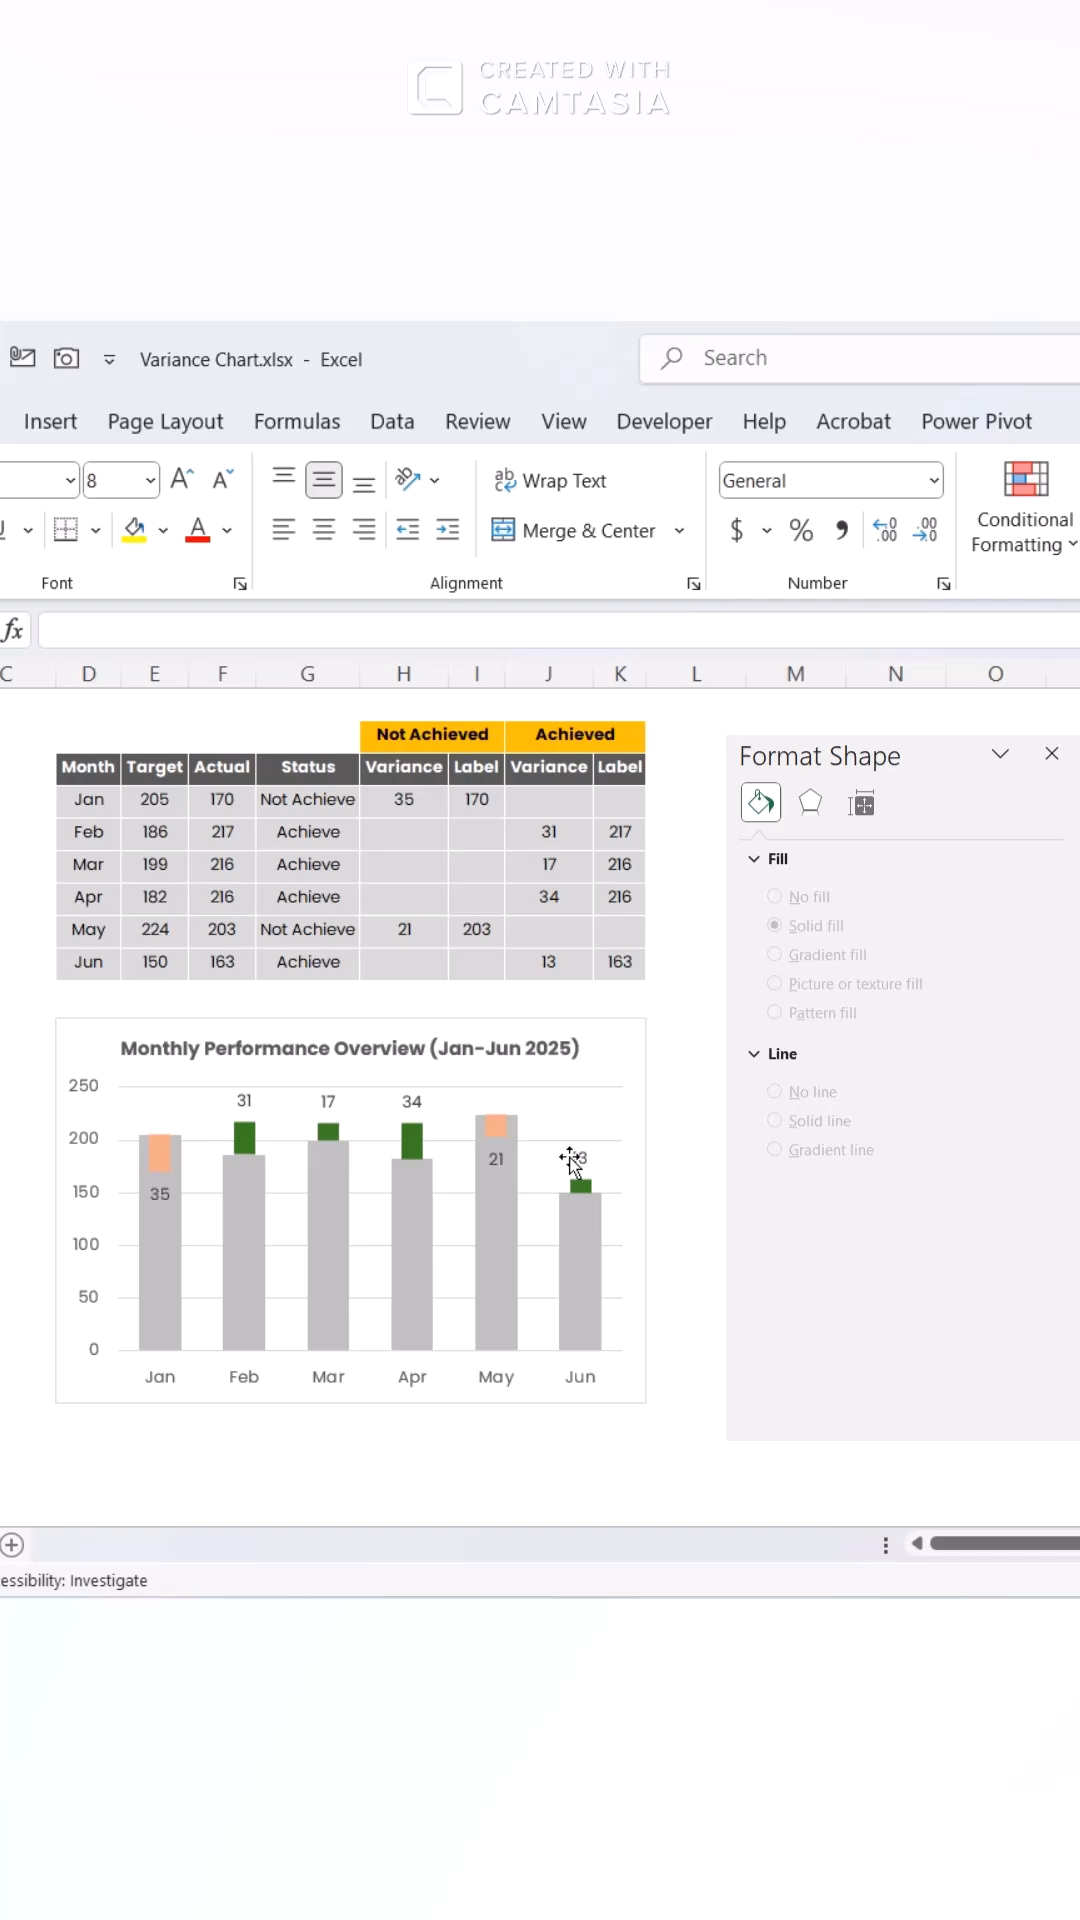 CREATED WITH
CAMTASIA
Variance Chart.xlsx - Excel
Search
Insert Page Layout Formulas Data Review View Developer Help Acrobat Power Pivot
8 A A Wrap Text General
A Merge & Center $ % Conditional
Formatting
Font Alignment Number
fx
C D E F G H I J K L M N O
Not Achieved Achieved
Month Target Actual Status Variance Label Variance Label
Jan 205 170 Not Achieve 35 170
Feb 186 217 Achieve 31 217
Mar 199 216 Achieve 17 216
Apr 182 216 Achieve 34 216
May 224 203 Not Achieve 21 203
Jun 150 163 Achieve 13 163
Format Shape
Fill
No fill
Solid fill
Gradient fill
Picture or texture fill
Pattern fill
Line
No line
Solid line
Gradient line
Monthly Performance Overview (Jan-Jun 2025)
250
31 17 34
200
21
150
35
100
50
0
Jan Feb Mar Apr May Jun
essibility: Investigate